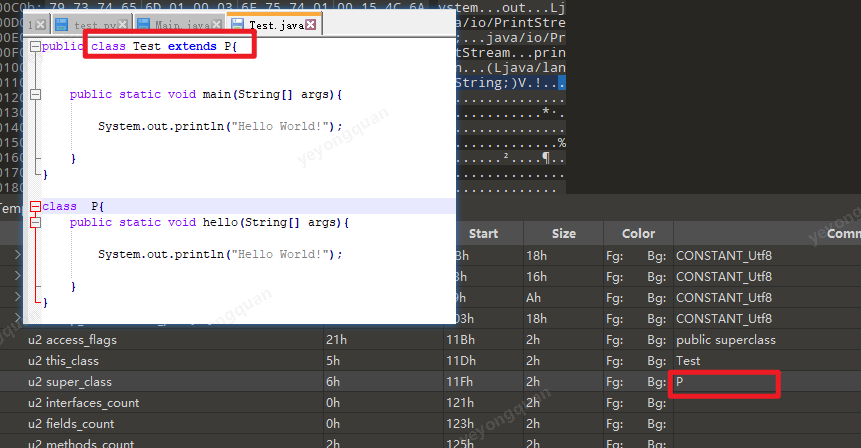 00C0h: 79 73 74 65 6D 01 00 03 6F 75 74 01 00 15 4C 6A ystem...out...Lj
java/io/PrintStre
;...java/io/Pr
ntStream...prin
n...(Ljava/lan
String;)V.!...
test.py
Main.java
Test.java
public class Test extends P{
public static void main(String[] args){
System.out.println("Hello World!");
}
}
class P{
public static void hello(String[] args){
System.out.println("Hello World!");
}
}
Start Size Color Comm
18h Fg: Bg: CONSTANT_Utf8
16h Fg: Bg: CONSTANT_Utf8
Ah Fg: Bg: CONSTANT_Utf8
03h 18h Fg: Bg: CONSTANT_Utf8
u2 access_flags 21h 11Bh 2h Fg: Bg: public superclass
u2 this_class 5h 11Dh 2h Fg: Bg: Test
u2 super_class 6h 11Fh 2h Fg: Bg: P
u2 interfaces_count 0h 121h 2h Fg: Bg:
u2 fields_count 0h 123h 2h Fg: Bg:
u2 methods_count 2h 125h 2h Fg: Bg:
yeyongquan
yeyongquan
yeyongquan